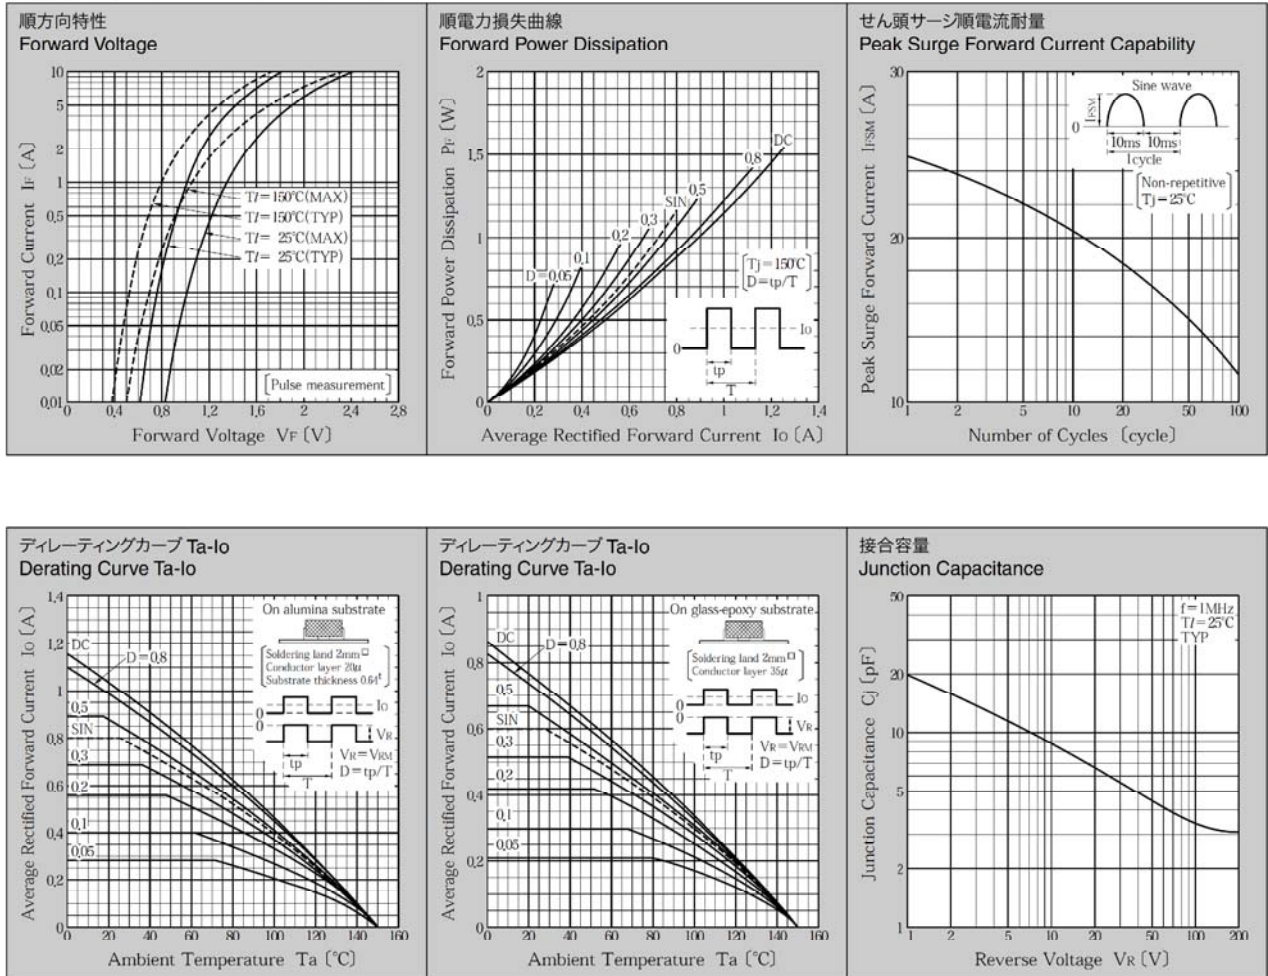 順方向特性
Forward Voltage
Forward Current IF [A]
10
5
2
1
0.5
0.2
0.1
0.05
0.02
0.01
Tl=150℃(MAX)
Tl=150℃(TYP)
Tl= 25℃(MAX)
Tl= 25℃(TYP)
[Pulse measurement]
0 0.4 0.8 1.2 1.6 2 2.4 2.8
Forward Voltage VF [V]
順電力損失曲線
Forward Power Dissipation
Forward Power Dissipation PF [W]
2
1.5
1
0.5
0
DC
0.8
0.5
SIN
0.3
0.2
0.1
D=0.05
Tj=150℃
D=tp/T
Io
0
tp
T
0 0.2 0.4 0.6 0.8 1 1.2 1.4
Average Rectified Forward Current Io [A]
せん頭サージ順電流耐量
Peak Surge Forward Current Capability
Peak Surge Forward Current IFSM [A]
30
20
10
Sine wave
IFSM
0
10ms 10ms
1cycle
Non-repetitive
Tj=25℃
1 2 5 10 20 50 100
Number of Cycles [cycle]
ディレーティングカーブ Ta-Io
Derating Curve Ta-Io
Average Rectified Forward Current Io [A]
1.4
1.2
1
0.8
0.6
0.4
0.2
0
DC
D=0.8
0.5
SIN
0.3
0.2
0.1
0.05
On alumina substrate
Soldering land 2mm□
Conductor layer 20μ
Substrate thickness 0.64t
0
Io
0
VR
tp
T
VR=VRM
D=tp/T
0 20 40 60 80 100 120 140 160
Ambient Temperature Ta [℃]
ディレーティングカーブ Ta-Io
Derating Curve Ta-Io
Average Rectified Forward Current Io [A]
1
0.8
0.6
0.4
0.2
0
DC
D=0.8
0.5
SIN
0.3
0.2
0.1
0.05
On glass-epoxy substrate
Soldering land 2mm□
Conductor layer 35μ
0
Io
0
VR
tp
T
VR=VRM
D=tp/T
0 20 40 60 80 100 120 140 160
Ambient Temperature Ta [℃]
接合容量
Junction Capacitance
Junction Capacitance Cj [pF]
50
20
10
5
2
1
f=1MHz
Tl=25℃
TYP
1 2 5 10 20 50 100 200
Reverse Voltage VR [V]